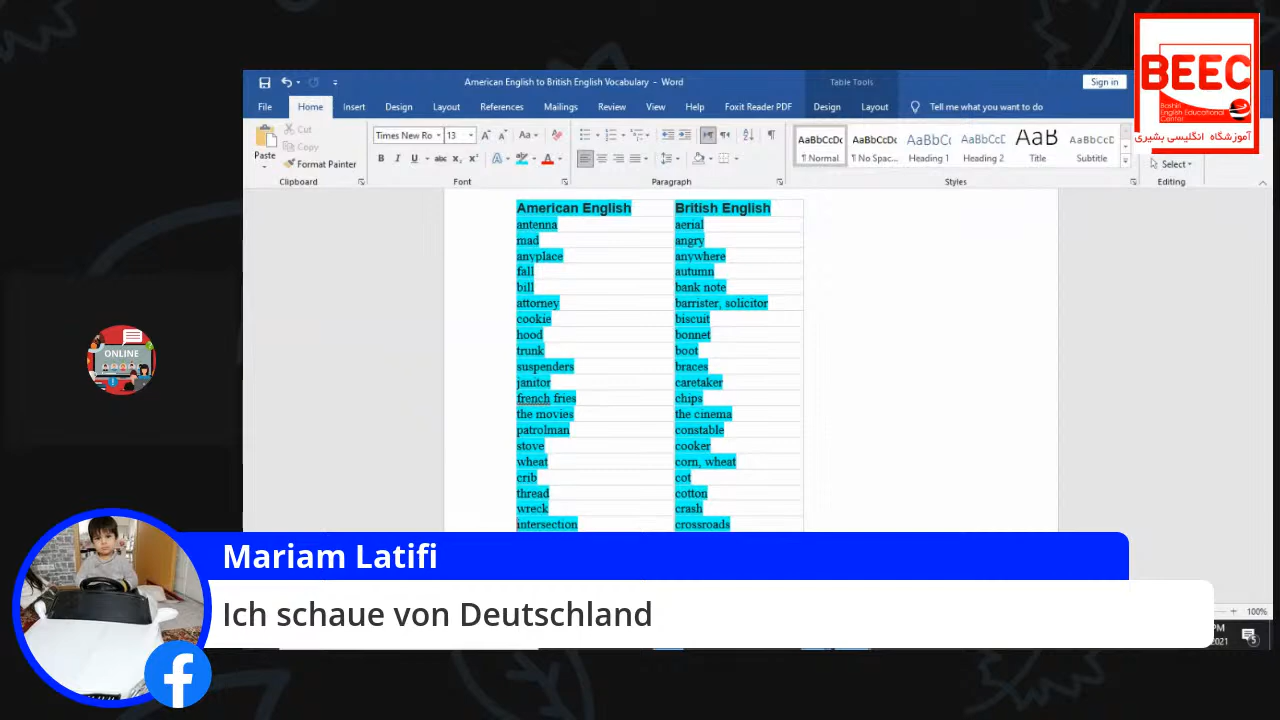 American English to British English Vocabulary - Word
Table Tools
Sign in
File Home Insert Design Layout References Mailings Review View Help Foxit Reader PDF Design Layout Tell me what you want to do
Paste
Cut
Copy
Format Painter
Times New Ro 13
AaBbCcDc AaBbCcDc AaBbCc AaBbCcC AaB AaBbCcC
¶ Normal ¶ No Spac... Heading 1 Heading 2 Title Subtitle
Select
Clipboard Font Paragraph Styles Editing
BEEC
English Educational
Center
آموزشگاه انگلیسی بشیری
American English British English
antenna aerial
mad angry
anyplace anywhere
fall autumn
bill bank note
attorney barrister, solicitor
cookie biscuit
hood bonnet
trunk boot
suspenders braces
janitor caretaker
french fries chips
the movies the cinema
patrolman constable
stove cooker
wheat corn, wheat
crib cot
thread cotton
wreck crash
intersection crossroads
ONLINE
Mariam Latifi
Ich schaue von Deutschland
100%
PM
2021
5